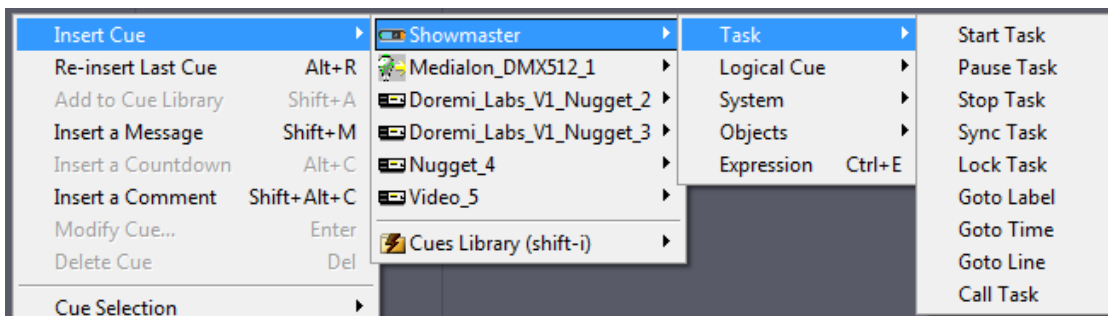 Insert Cue
Re-insert Last Cue Alt+R
Add to Cue Library Shift+A
Insert a Message Shift+M
Insert a Countdown Alt+C
Insert a Comment Shift+Alt+C
Modify Cue... Enter
Delete Cue Del
Cue Selection
Showmaster
Medialon_DMX512_1
Doremi_Labs_V1_Nugget_2
Doremi_Labs_V1_Nugget_3
Nugget_4
Video_5
Cues Library (shift-i)
Task
Logical Cue
System
Objects
Expression Ctrl+E
Start Task
Pause Task
Stop Task
Sync Task
Lock Task
Goto Label
Goto Time
Goto Line
Call Task